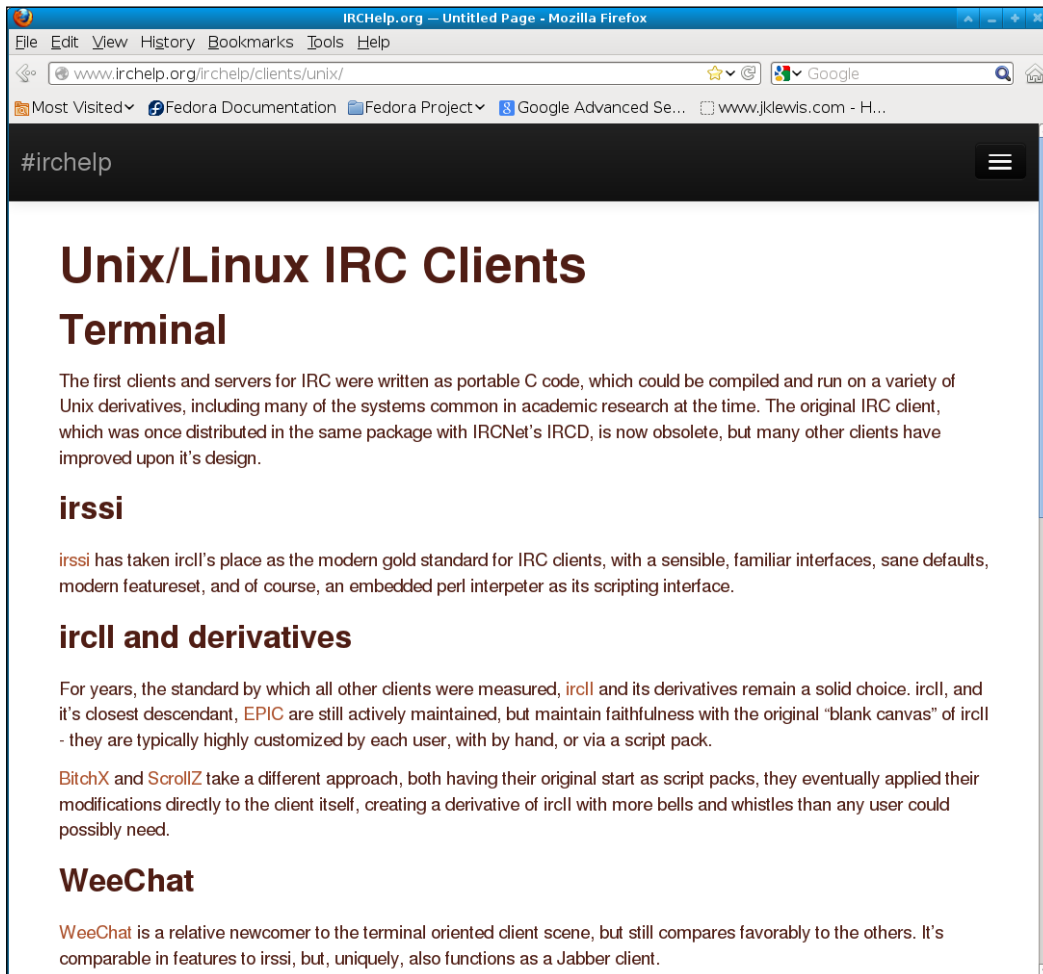 IRCHelp.org — Untitled Page - Mozilla Firefox
File Edit View History Bookmarks Tools Help
www.irchelp.org/irchelp/clients/unix/ Google
Most Visited Fedora Documentation Fedora Project Google Advanced Se... www.jklewis.com - H...
#irchelp
Unix/Linux IRC Clients
Terminal
The first clients and servers for IRC were written as portable C code, which could be compiled and run on a variety of
Unix derivatives, including many of the systems common in academic research at the time. The original IRC client,
which was once distributed in the same package with IRCNet's IRCD, is now obsolete, but many other clients have
improved upon it's design.
irssi
irssi has taken ircII's place as the modern gold standard for IRC clients, with a sensible, familiar interfaces, sane defaults,
modern featureset, and of course, an embedded perl interpeter as its scripting interface.
ircII and derivatives
For years, the standard by which all other clients were measured, ircII and its derivatives remain a solid choice. ircII, and
it's closest descendant, EPIC are still actively maintained, but maintain faithfulness with the original “blank canvas” of ircII
- they are typically highly customized by each user, with by hand, or via a script pack.
BitchX and ScrollZ take a different approach, both having their original start as script packs, they eventually applied their
modifications directly to the client itself, creating a derivative of ircII with more bells and whistles than any user could
possibly need.
WeeChat
WeeChat is a relative newcomer to the terminal oriented client scene, but still compares favorably to the others. It's
comparable in features to irssi, but, uniquely, also functions as a Jabber client.